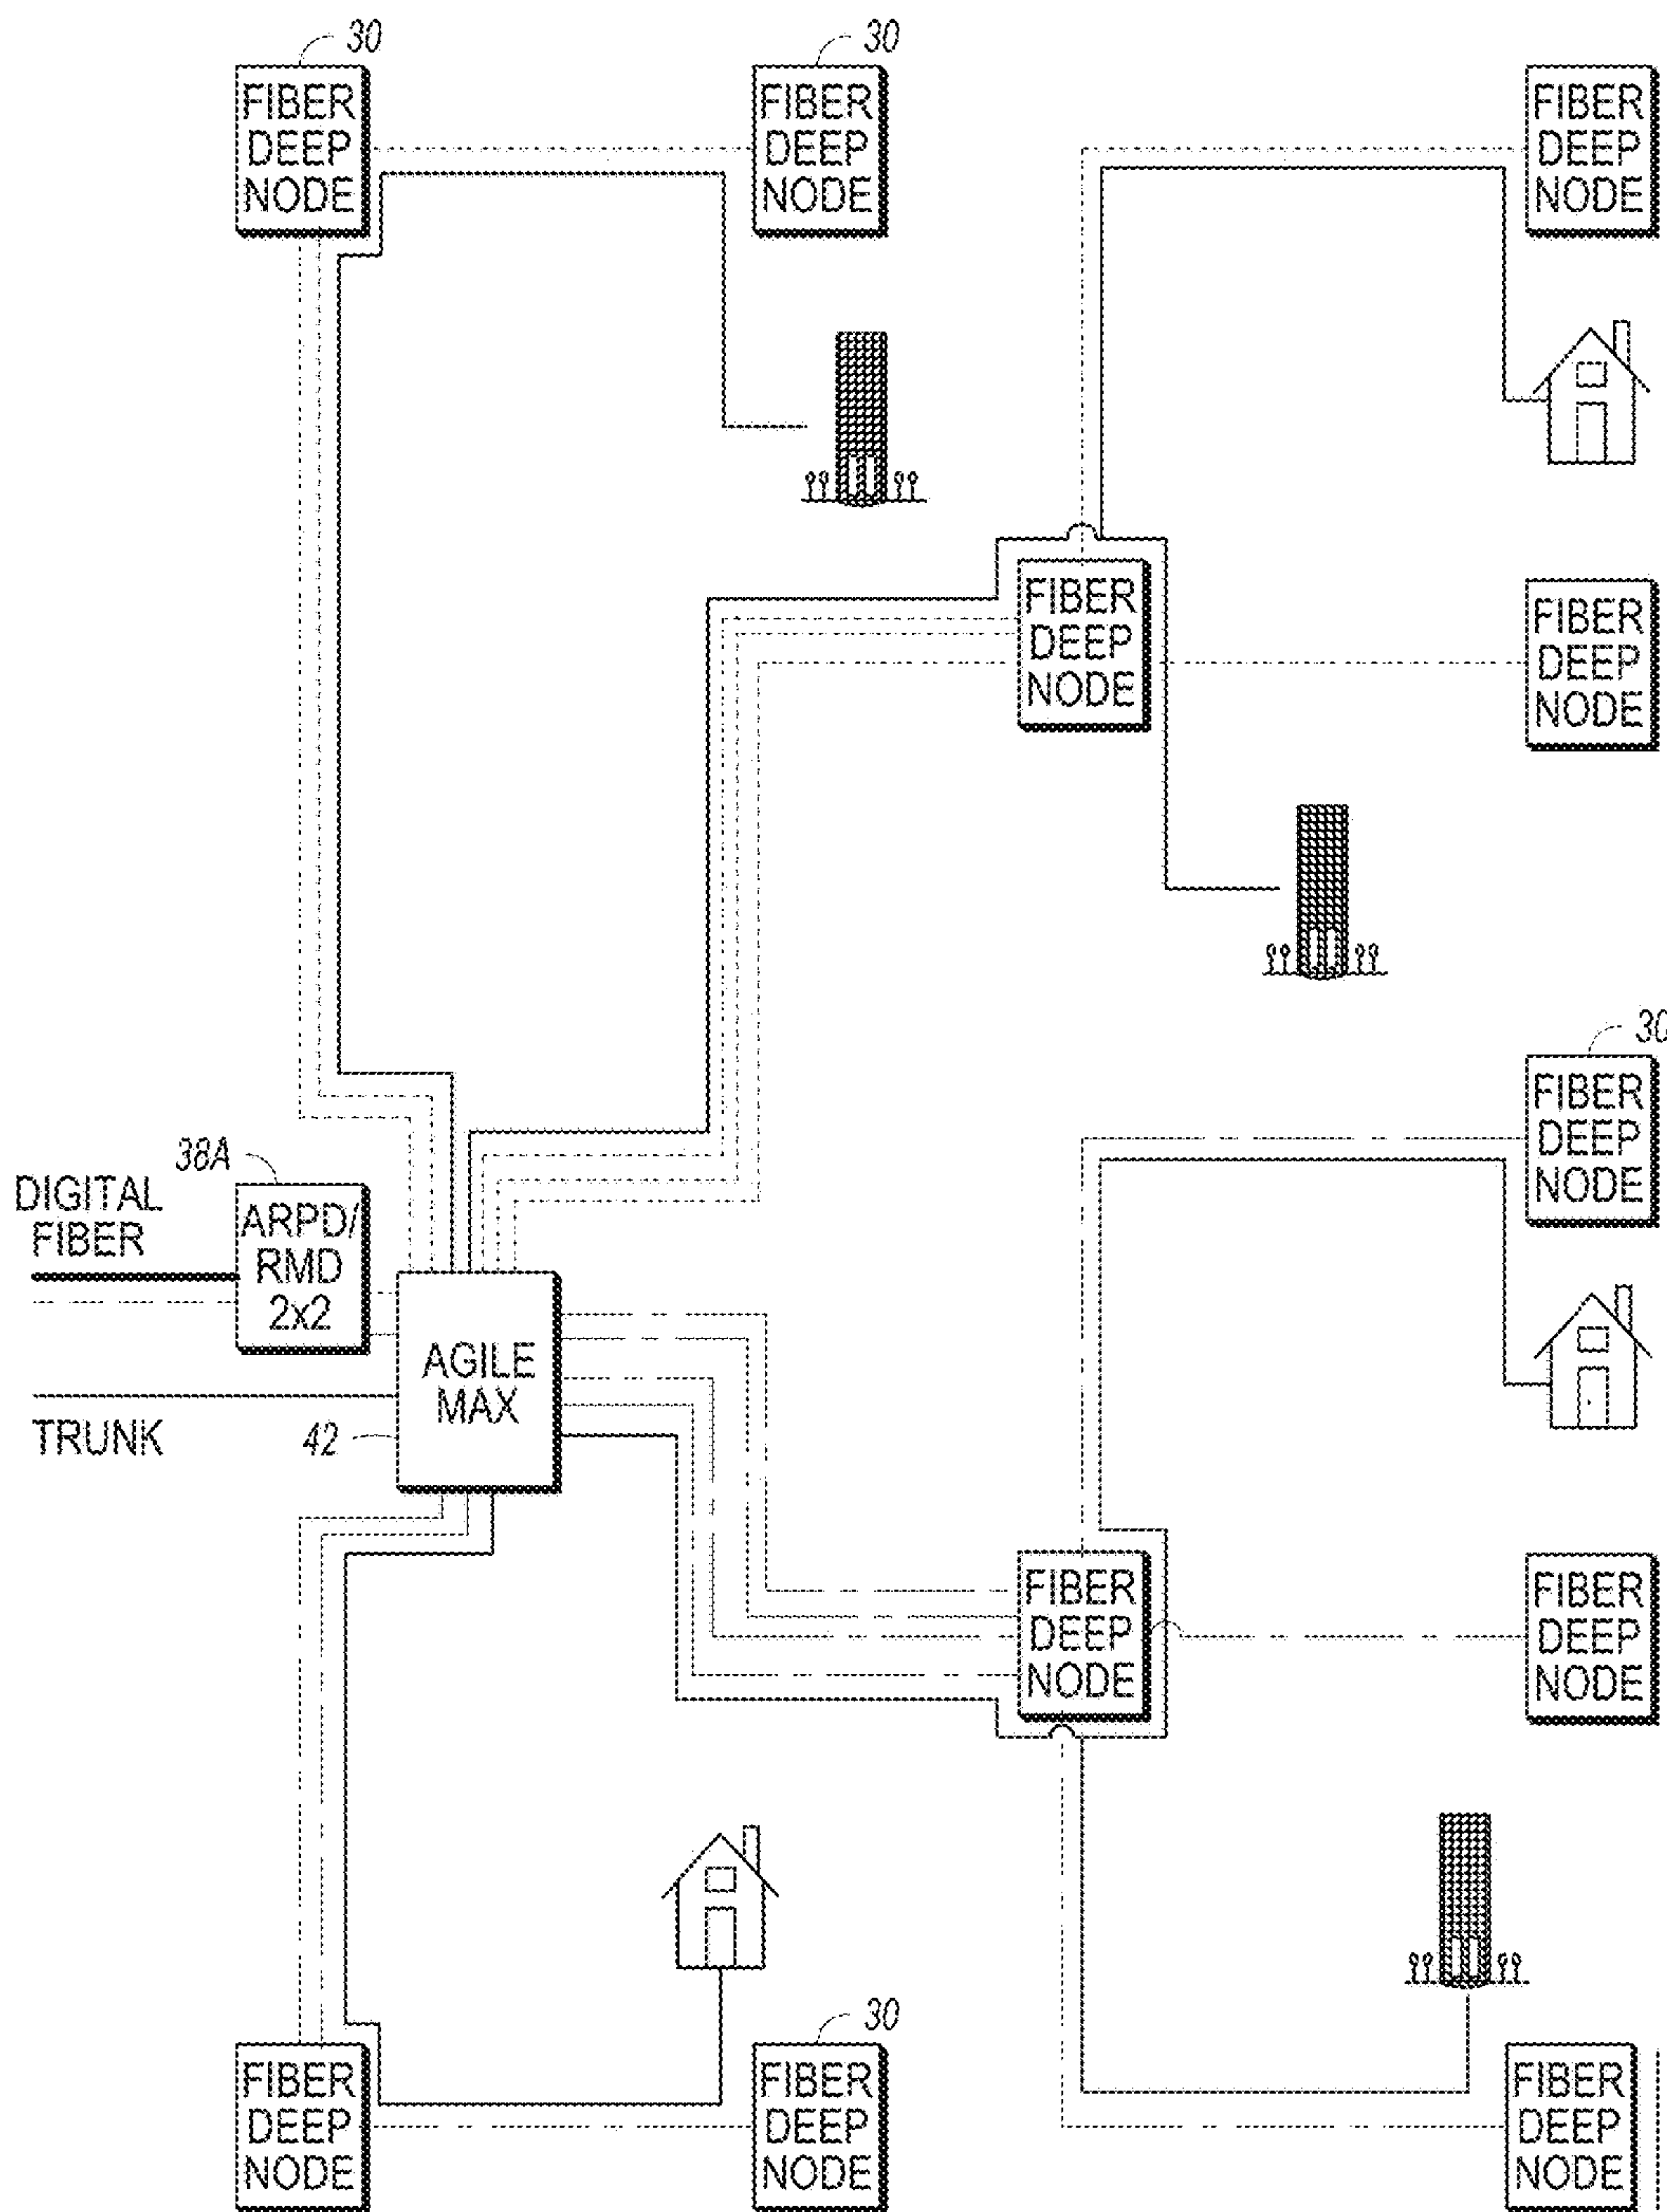 30
30
FIBER
DEEP
NODE
FIBER
DEEP
NODE
FIBER
DEEP
NODE
FIBER
DEEP
NODE
FIBER
DEEP
NODE
30
FIBER
DEEP
NODE
38A
DIGITAL
FIBER
ARPD/
RMD
2x2
AGILE
MAX
TRUNK
42
FIBER
DEEP
NODE
FIBER
DEEP
NODE
30
FIBER
DEEP
NODE
FIBER
DEEP
NODE
FIBER
DEEP
NODE